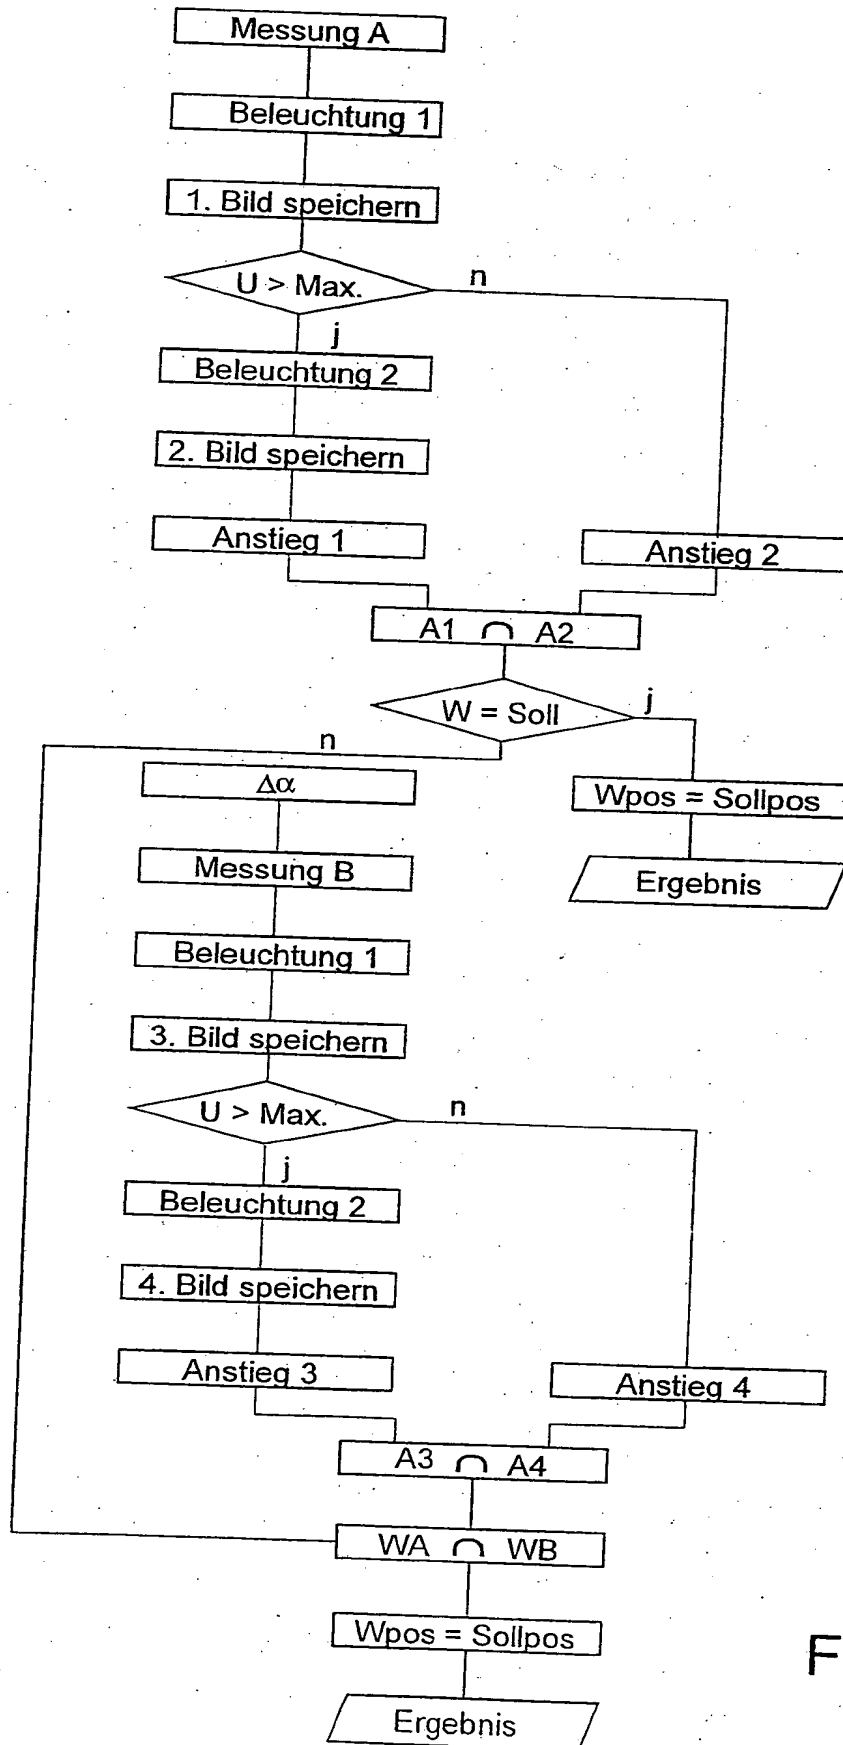 Messung A
Beleuchtung 1
1. Bild speichern
U > Max.
n
j
Beleuchtung 2
2. Bild speichern
Anstieg 1
Anstieg 2
A1 ∩ A2
W = Soll
j
n
Wpos = Sollpos
Ergebnis
Δα
Messung B
Beleuchtung 1
3. Bild speichern
U > Max.
n
j
Beleuchtung 2
4. Bild speichern
Anstieg 3
Anstieg 4
A3 ∩ A4
WA ∩ WB
Wpos = Sollpos
F
Ergebnis